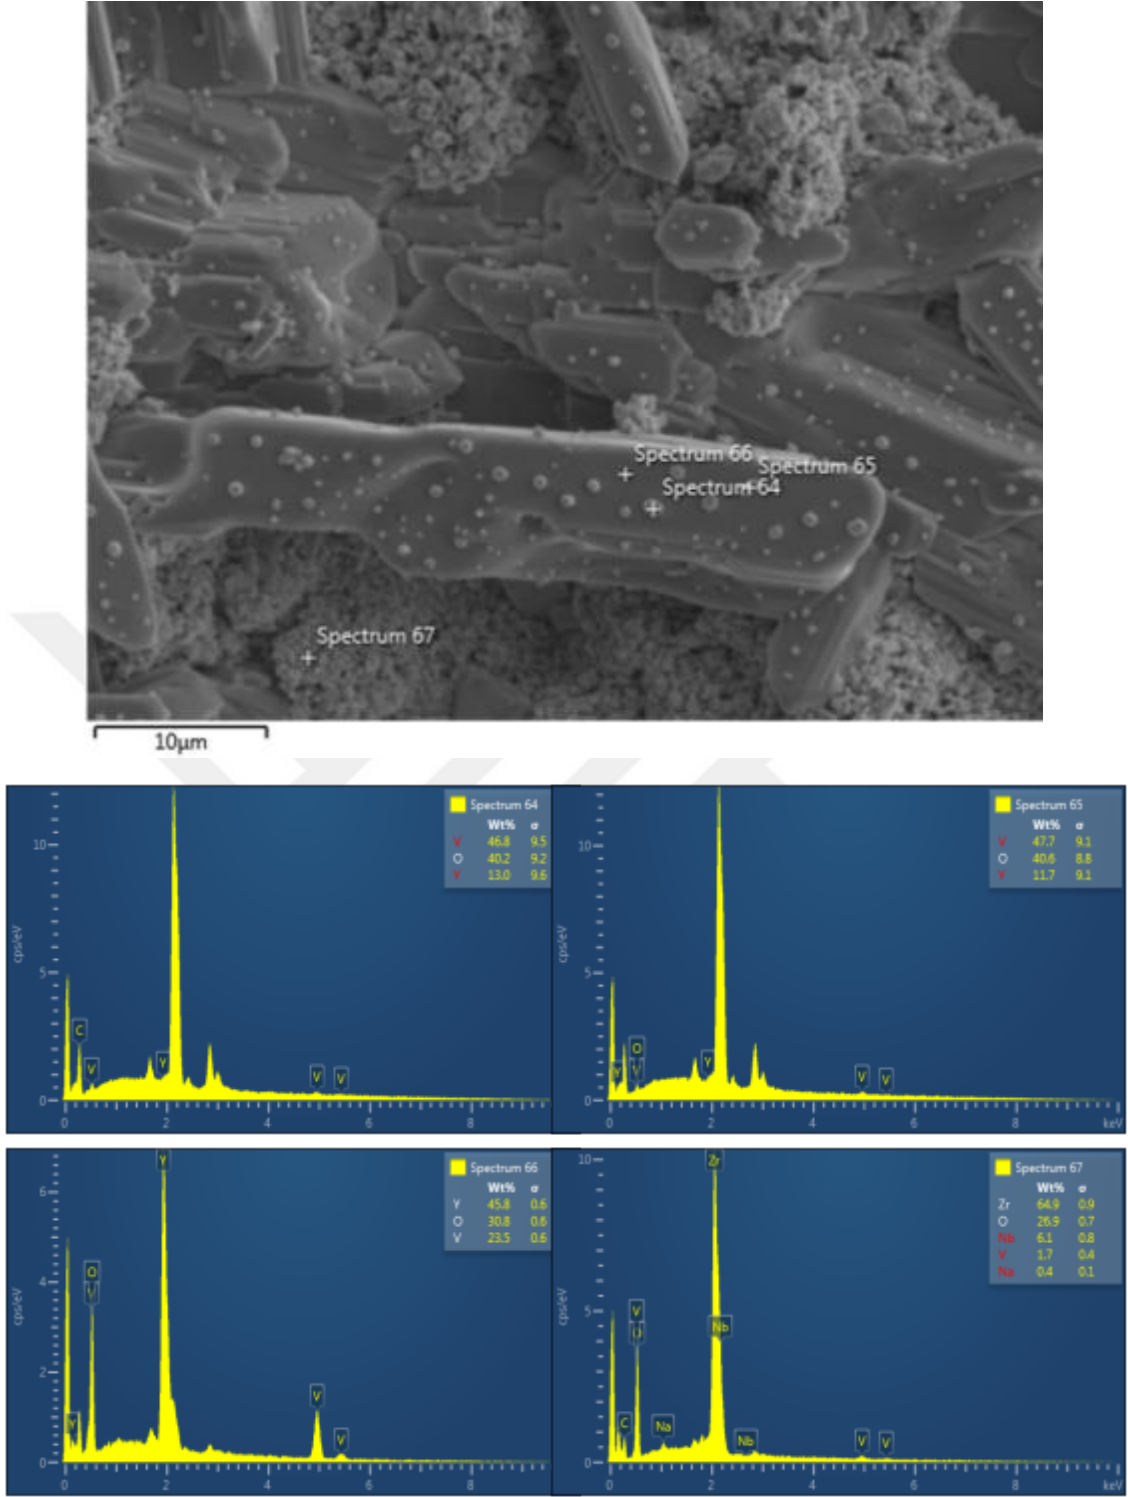 Spectrum 66
Spectrum 65
Spectrum 64
Spectrum 67
10µm
Spectrum 64
Wt% σ
V 46.8 9.5
O 40.2 9.2
Y 13.0 9.6
10
5
0
cps/eV
C
V
Y
V
V
0 2 4 6 8
Spectrum 65
Wt% σ
V 47.7 9.1
O 40.6 8.8
Y 11.7 9.1
10
5
0
cps/eV
O
V
Y
Y
V
V
0 2 4 6 8 keV
Spectrum 66
Wt% σ
Y 45.8 0.6
O 30.8 0.6
V 23.5 0.6
6
4
2
0
cps/eV
Y
O
V
Y
V
V
0 2 4 6 8
Spectrum 67
Wt% σ
Zr 64.9 0.9
O 26.9 0.7
Nb 6.1 0.8
V 1.7 0.4
Na 0.4 0.1
10
5
0
cps/eV
Zr
Nb
V
O
C
Na
Nb
V
V
0 2 4 6 8 keV